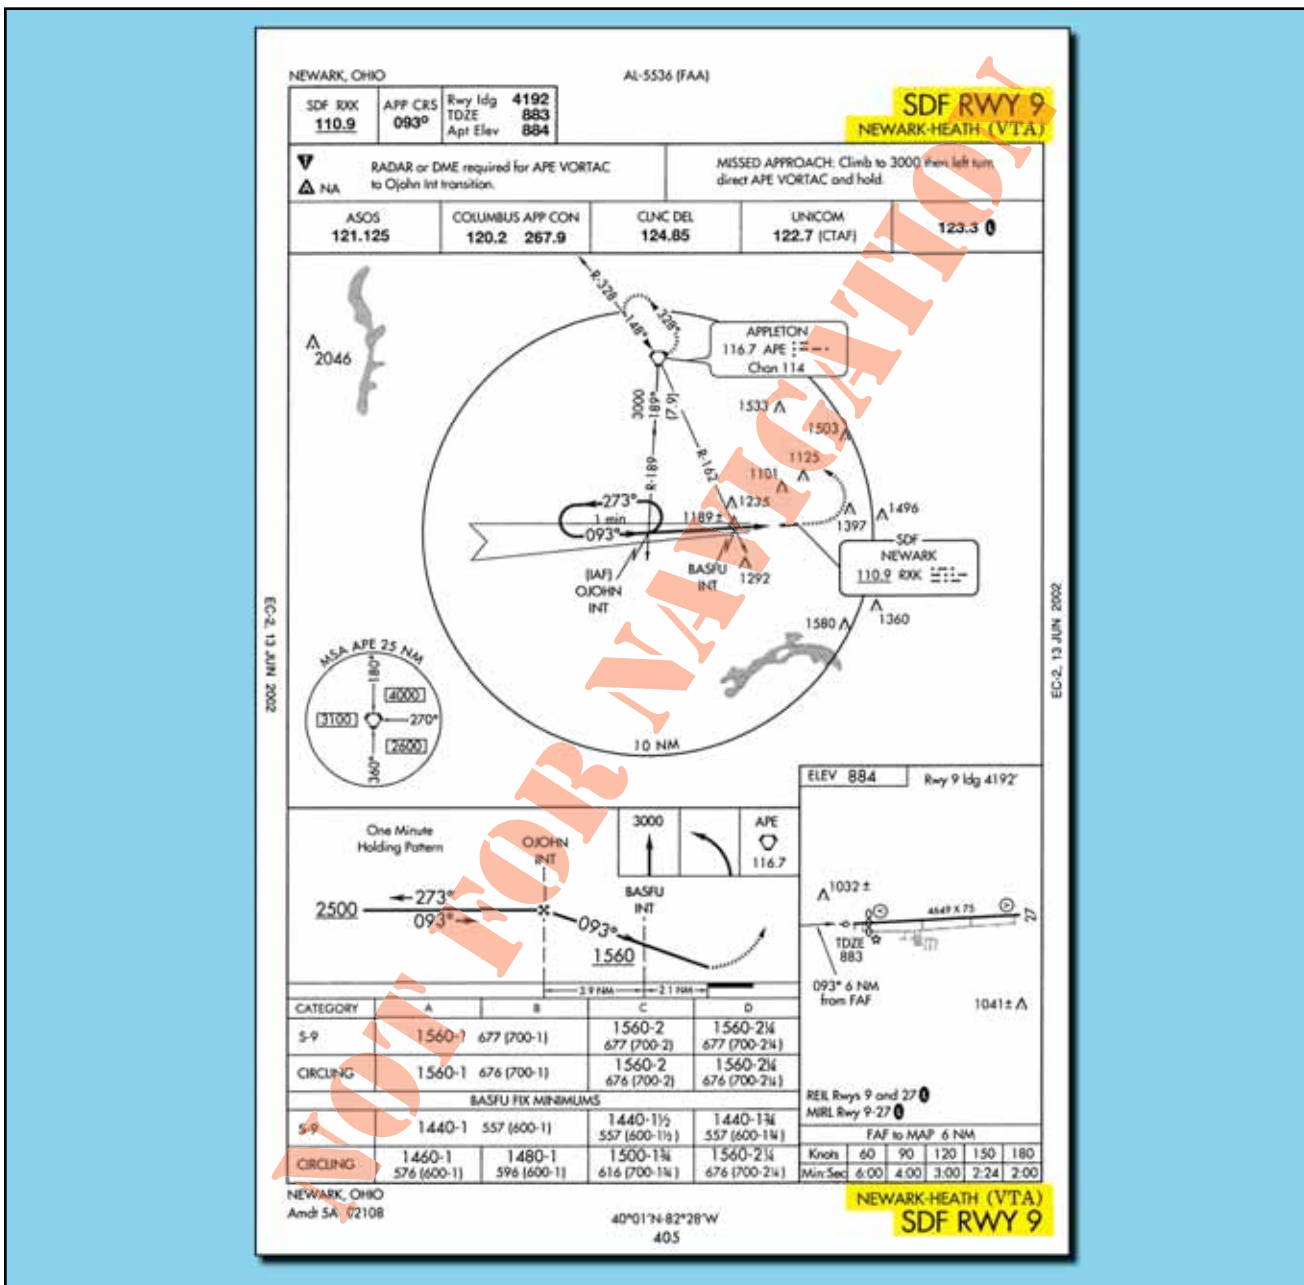 NEWARK, OHIO
AL-5536 (FAA)
SDF RXK
110.9
APP CRS
093°
Rwy ldg 4192
TDZE 883
Apt Elev 884
SDF RWY 9
NEWARK-HEATH (VTA)
T
A NA
RADAR or DME required for APE VORTAC
to Ojohn Int transition.
MISSED APPROACH: Climb to 3000 then left turn
direct APE VORTAC and hold.
ASOS
121.125
COLUMBUS APP CON
120.2 267.9
CLNC DEL
124.85
UNICOM
122.7 (CTAF)
123.3 L
R-328
148°
328°
2046
APPLETON
116.7 APE
Chan 114
3000
189°
(7.9)
R-189
R-162
1533
1503
1125
1101
1235
1189 ±
1397
1496
273°
1 min
093°
(IAF)
OJOHN
INT
BASFU
INT
1292
SDF
NEWARK
110.9 RXK
1360
1580
10 NM
MSA APE 25 NM
180°
4000
3100
270°
2600
360°
EC-2, 13 JUN 2002
EC-2, 13 JUN 2002
ELEV 884
Rwy 9 ldg 4192'
1032 ±
4649 X 75
27
TDZE
883
093° 6 NM
from FAF
1041± 
REIL Rwys 9 and 27 L
MIRL Rwy 9-27 L
FAF to MAP 6 NM
Knots 60 90 120 150 180
Min:Sec 6:00 4:00 3:00 2:24 2:00
One Minute
Holding Pattern
OJOHN
INT
3000
APE
116.7
BASFU
INT
2500
273°
093°
093°
1560
3.9 NM
2.1 NM
CATEGORY A B C D
S-9 1560-1 677 (700-1) 1560-2 1560-2¼
677 (700-2) 677 (700-2¼)
CIRCLING 1560-1 676 (700-1) 1560-2 1560-2¼
676 (700-2) 676 (700-2¼)
BASFU FIX MINIMUMS
S-9 1440-1 557 (600-1) 1440-1½ 1440-1¾
557 (600-1½) 557 (600-1¾)
CIRCLING 1460-1 1480-1 1500-1¾ 1560-2¼
576 (600-1) 596 (600-1) 616 (700-1¾) 676 (700-2¼)
NEWARK, OHIO
Amdt 5A 02108
40°01'N-82°28'W
405
NEWARK-HEATH (VTA)
SDF RWY 9
NOT FOR NAVIGATION